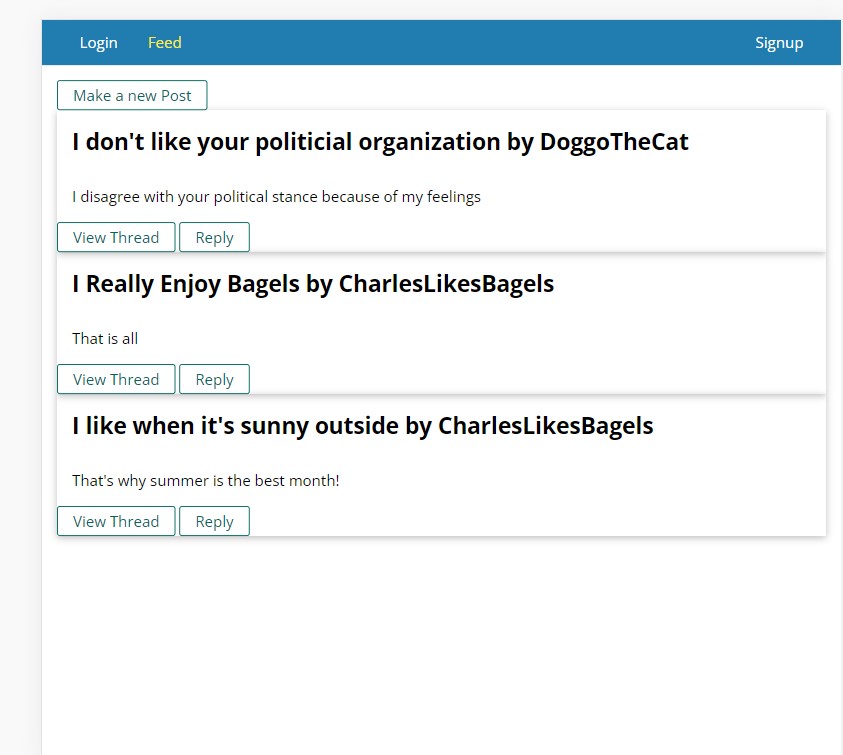 Login Feed Signup
Make a new Post
I don't like your politicial organization by DoggoTheCat
I disagree with your political stance because of my feelings
View Thread Reply
I Really Enjoy Bagels by CharlesLikesBagels
That is all
View Thread Reply
I like when it's sunny outside by CharlesLikesBagels
That's why summer is the best month!
View Thread Reply